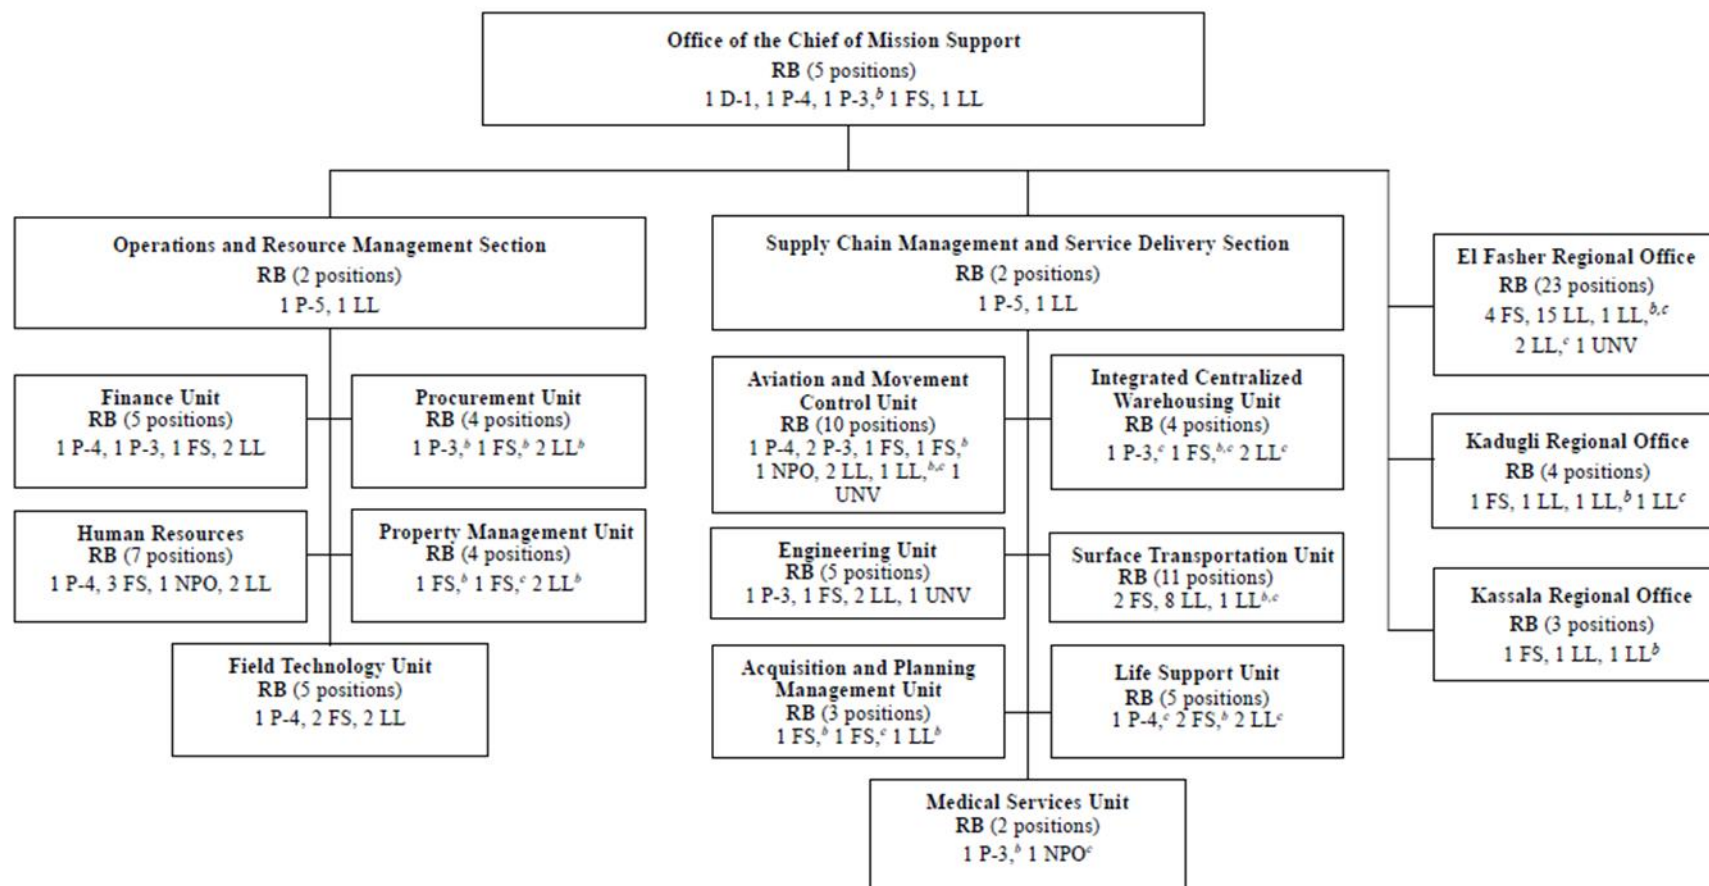 Office of the Chief of Mission Support
RB (5 positions)
1 D-1, 1 P-4, 1 P-3,ᵇ 1 FS, 1 LL
Operations and Resource Management Section
RB (2 positions)
1 P-5, 1 LL
Supply Chain Management and Service Delivery Section
RB (2 positions)
1 P-5, 1 LL
El Fasher Regional Office
RB (23 positions)
4 FS, 15 LL, 1 LL,ᵇ,ᶜ
2 LL,ᶜ 1 UNV
Finance Unit
RB (5 positions)
1 P-4, 1 P-3, 1 FS, 2 LL
Procurement Unit
RB (4 positions)
1 P-3,ᵇ 1 FS,ᵇ 2 LLᵇ
Aviation and Movement
Control Unit
RB (10 positions)
1 P-4, 2 P-3, 1 FS, 1 FS,ᵇ
1 NPO, 2 LL, 1 LL,ᵇ,ᶜ 1
UNV
Integrated Centralized
Warehousing Unit
RB (4 positions)
1 P-3,ᶜ 1 FS,ᵇ,ᶜ 2 LLᶜ
Kadugli Regional Office
RB (4 positions)
1 FS, 1 LL, 1 LL,ᵇ 1 LLᶜ
Human Resources
RB (7 positions)
1 P-4, 3 FS, 1 NPO, 2 LL
Property Management Unit
RB (4 positions)
1 FS,ᵇ 1 FS,ᶜ 2 LLᵇ
Engineering Unit
RB (5 positions)
1 P-3, 1 FS, 2 LL, 1 UNV
Surface Transportation Unit
RB (11 positions)
2 FS, 8 LL, 1 LLᵇ,ᶜ
Kassala Regional Office
RB (3 positions)
1 FS, 1 LL, 1 LLᵇ
Field Technology Unit
RB (5 positions)
1 P-4, 2 FS, 2 LL
Acquisition and Planning
Management Unit
RB (3 positions)
1 FS,ᵇ 1 FS,ᶜ 1 LLᵇ
Life Support Unit
RB (5 positions)
1 P-4,ᶜ 2 FS,ᵇ 2 LLᶜ
Medical Services Unit
RB (2 positions)
1 P-3,ᵇ 1 NPOᶜ